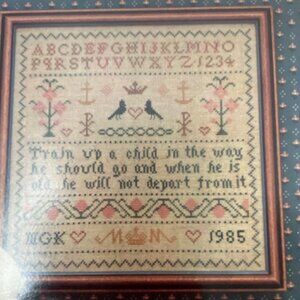 ABCDEFGHIJKLMNO
PQRSTUVWXYZ1234
Train up a child in the way
he should go and when he is
old he will not depart from it
MGK M M 1985